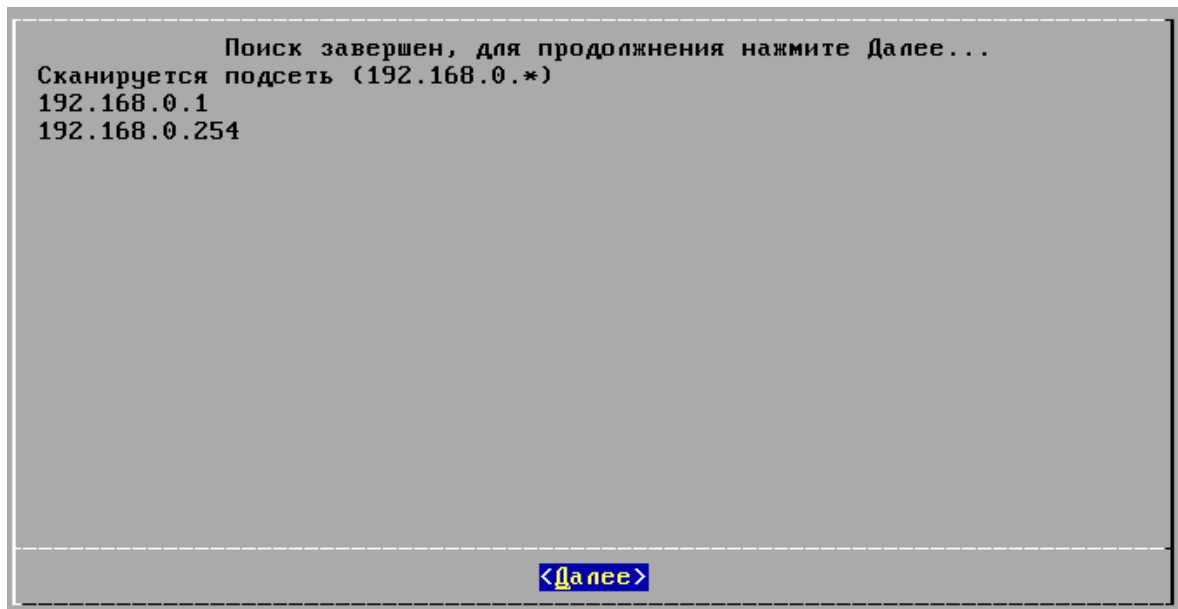 Поиск завершен, для продолжнения нажмите Далее...
Сканируется подсеть (192.168.0.*)
192.168.0.1
192.168.0.254
<Далее>